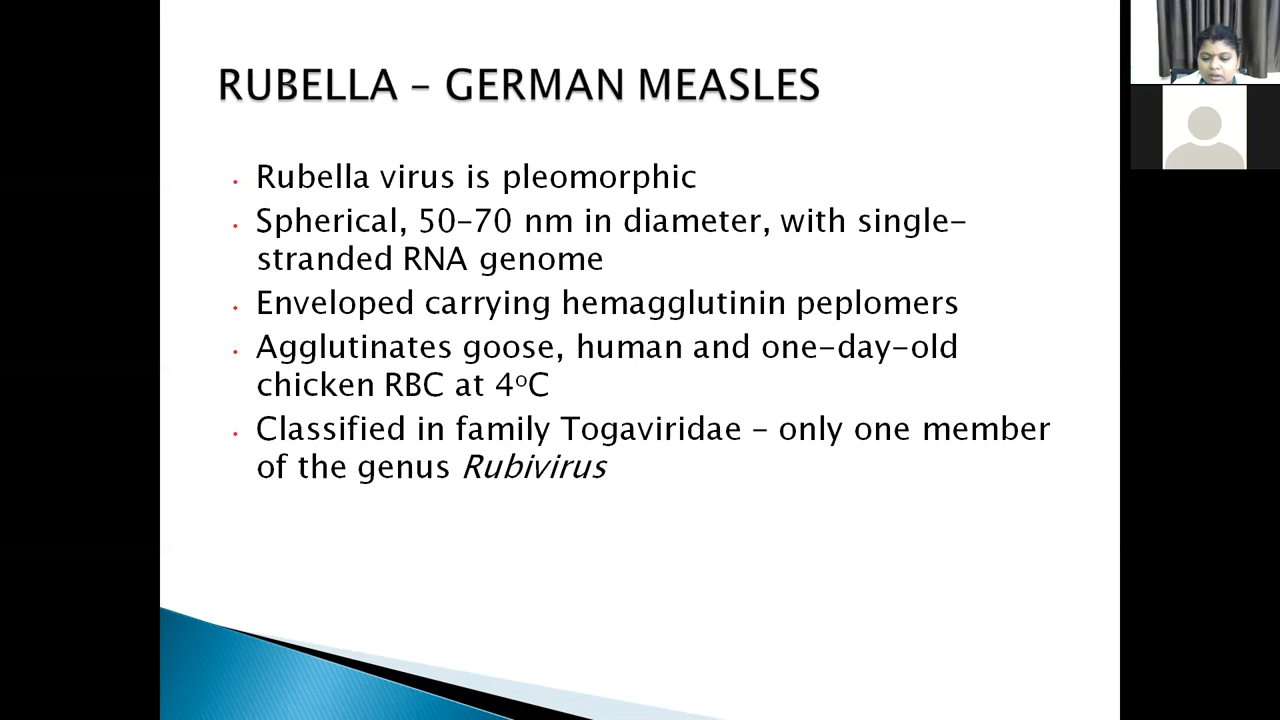 RUBELLA – GERMAN MEASLES
• Rubella virus is pleomorphic
• Spherical, 50–70 nm in diameter, with single-
stranded RNA genome
• Enveloped carrying hemagglutinin peplomers
• Agglutinates goose, human and one-day-old
chicken RBC at 4ºC
• Classified in family Togaviridae – only one member
of the genus Rubivirus